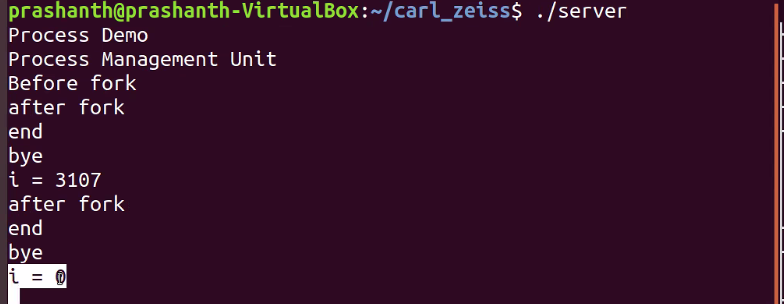 prashanth@prashanth-VirtualBox:~/carl_zeiss$ ./server
Process Demo
Process Management Unit
Before fork
after fork
end
bye
i = 3107
after fork
end
bye
i = 0